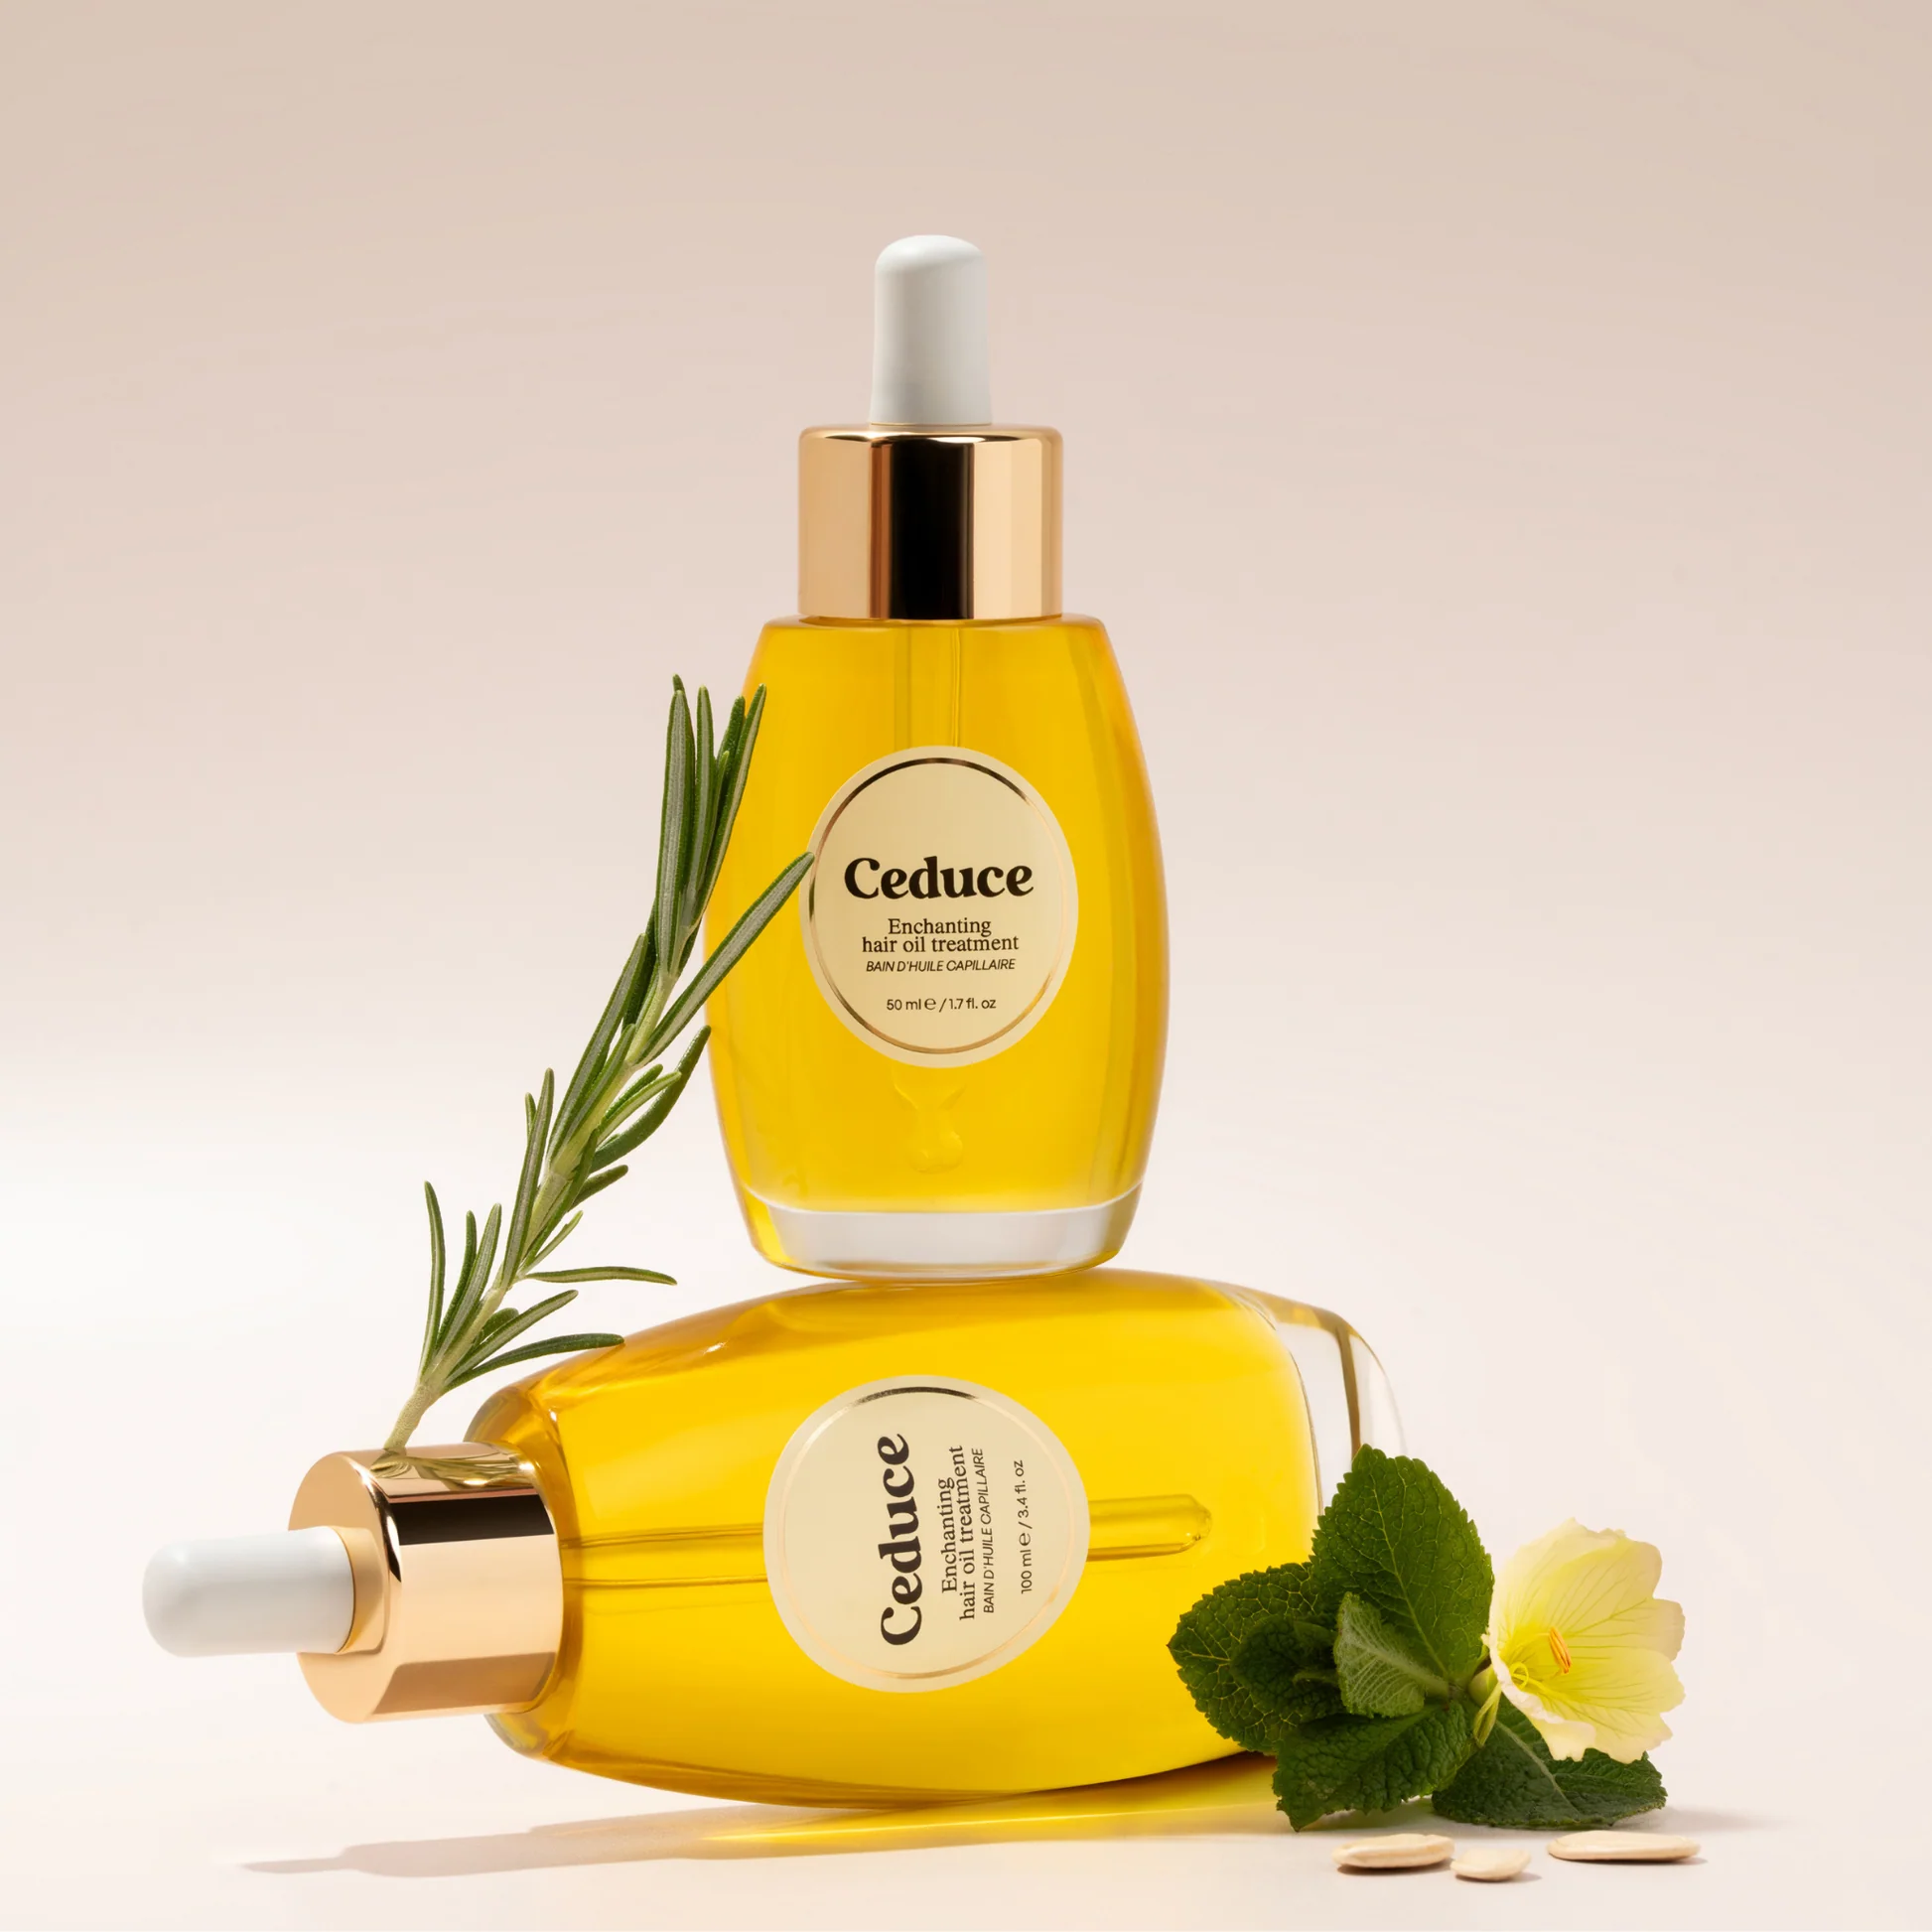 Ceduce
Enchanting
hair oil treatment
BAIN D'HUILE CAPILLAIRE
50 ml ℮ / 1.7 fl. oz
Ceduce
Enchanting
hair oil treatment
BAIN D'HUILE CAPILLAIRE
100 ml ℮ / 3.4 fl. oz